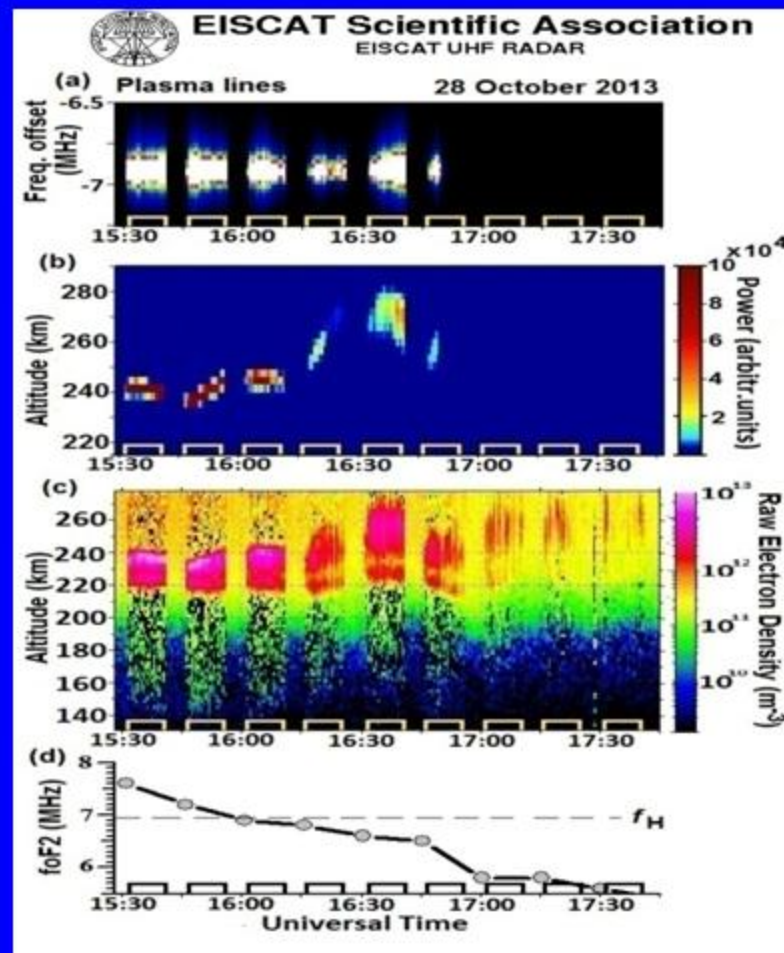 EISCAT Scientific Association
EISCAT UHF RADAR
(a) Plasma lines 28 October 2013
-6.5
Freq. offset (MHz)
-7
15:30 16:00 16:30 17:00 17:30
(b)
×10⁴
280
260
240
220
Altitude (km)
10
8
6
4
2
Power (arbitr.units)
15:30 16:00 16:30 17:00 17:30
(c)
260
240
220
200
180
160
140
Altitude (km)
10¹³
10¹²
10¹¹
10¹⁰
Raw Electron Density (m⁻³)
15:30 16:30 16:00 17:00 17:30
(d)
8
7
6
foF2 (MHz)
fH
15:30 16:00 16:30 17:00 17:30
Universal Time